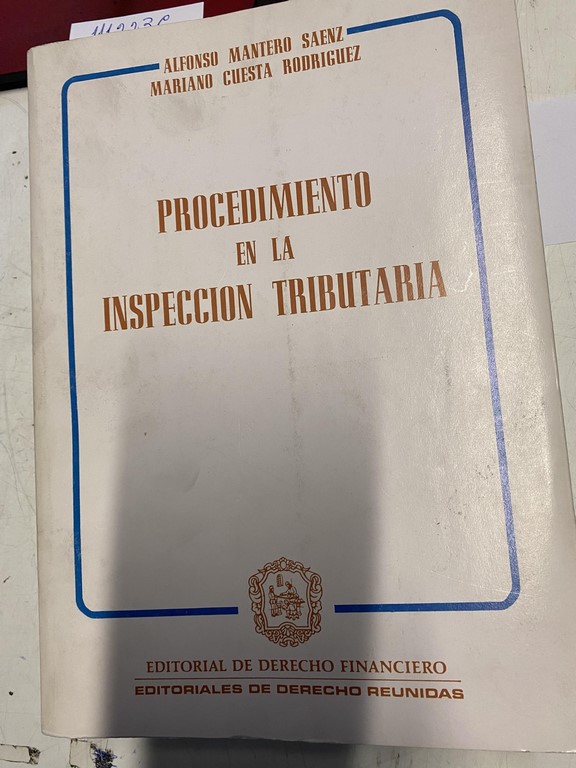 ALFONSO MANTERO SAENZ
MARIANO CUESTA RODRIGUEZ
PROCEDIMIENTO
EN LA
INSPECCION TRIBUTARIA
EDITORIAL DE DERECHO FINANCIERO
EDITORIALES DE DERECHO REUNIDAS